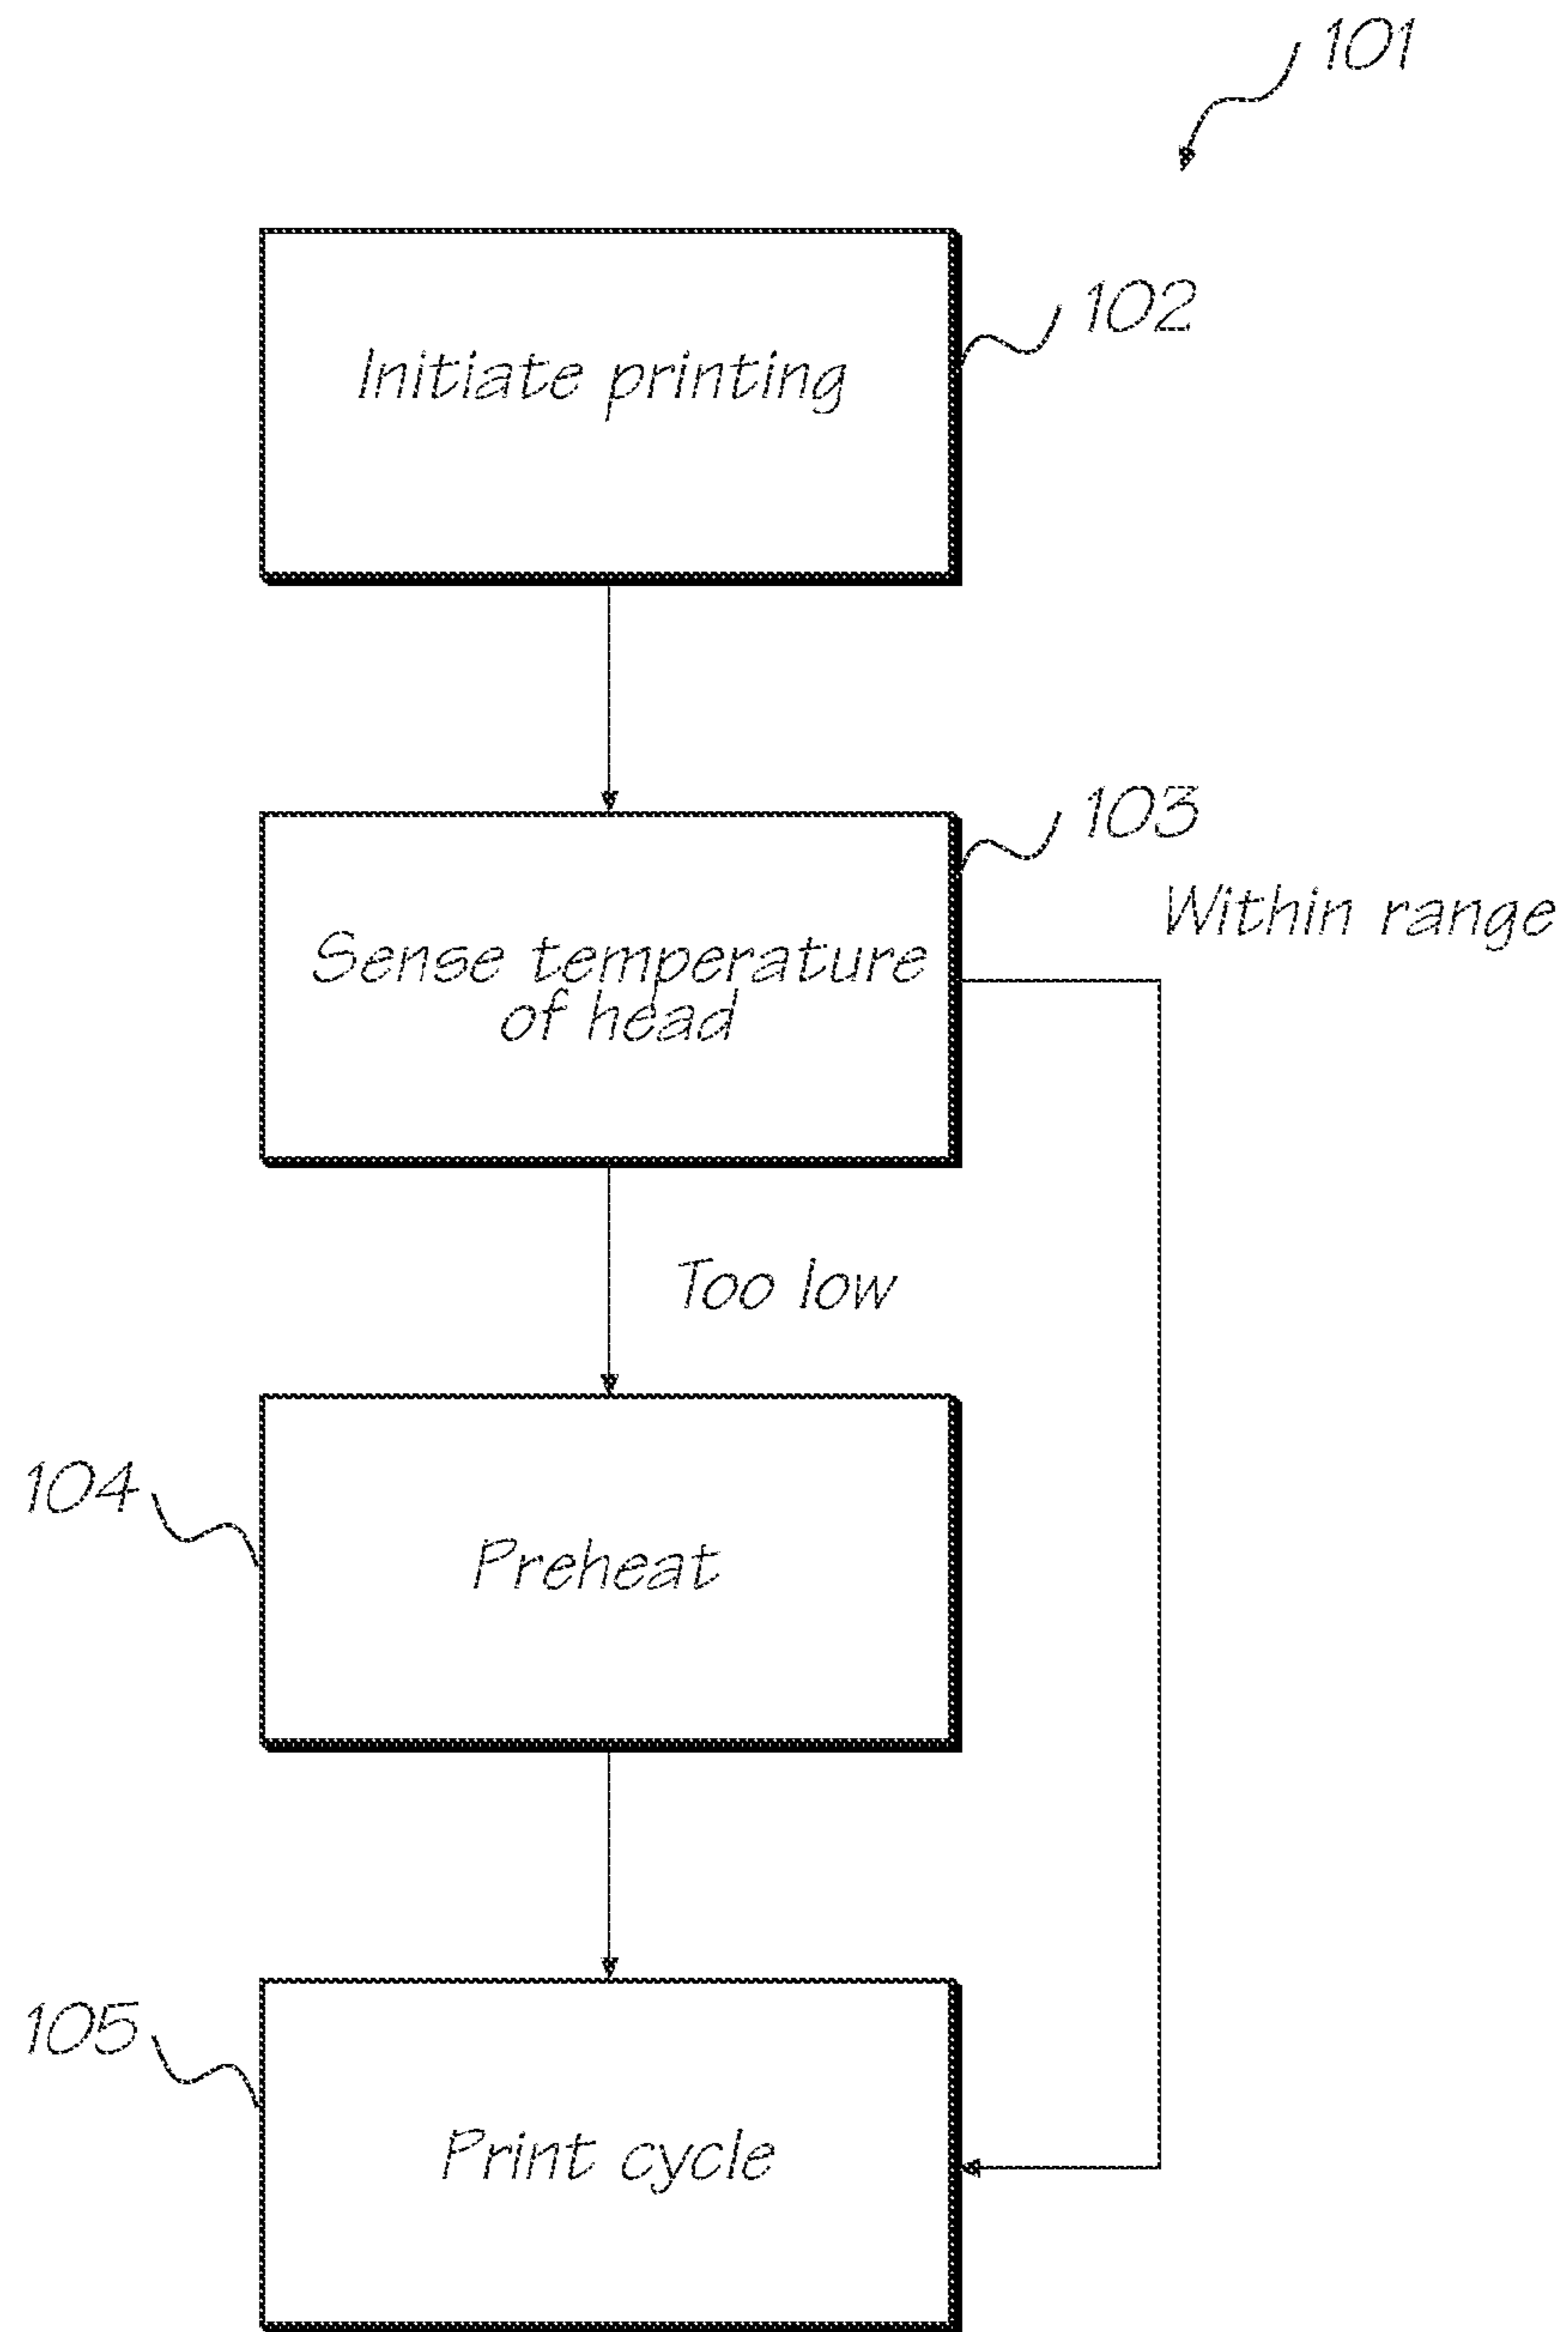 101
Initiate printing
102
103
Within range
Sense temperature
of head
Too low
104
Preheat
105
Print cycle